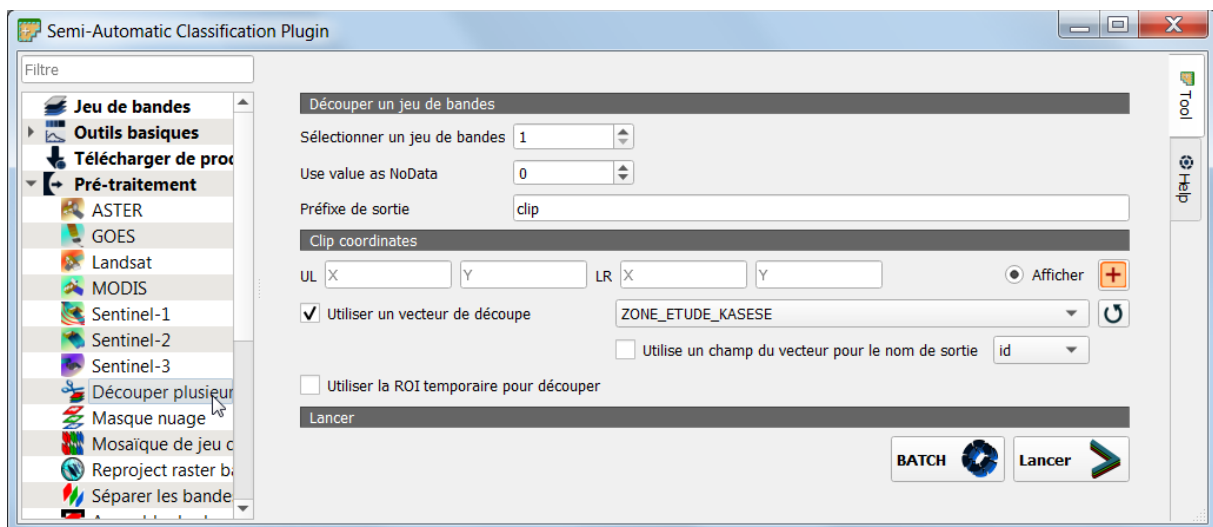 Semi-Automatic Classification Plugin
Filtre
Jeu de bandes
Outils basiques
Télécharger de prod
Pré-traitement
ASTER
GOES
Landsat
MODIS
Sentinel-1
Sentinel-2
Sentinel-3
Découper plusieur
Masque nuage
Mosaïque de jeu d
Reproject raster ba
Séparer les bande
Découper un jeu de bandes
Sélectionner un jeu de bandes 1
Use value as NoData 0
Préfixe de sortie clip
Clip coordinates
UL X Y LR X Y Afficher
Utiliser un vecteur de découpe ZONE_ETUDE_KASESE
Utilise un champ du vecteur pour le nom de sortie id
Utiliser la ROI temporaire pour découper
Lancer
BATCH Lancer
Tool
Help